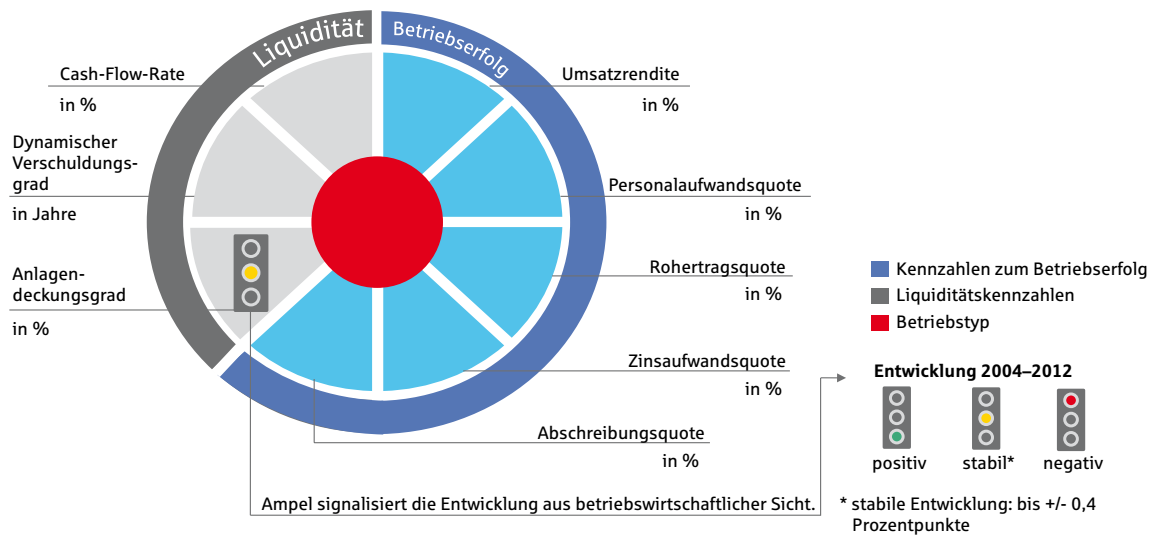 Liquidität
Betriebserfolg
Cash-Flow-Rate
in %
Dynamischer
Verschuldungs-
grad
in Jahre
Anlagen-
deckungsgrad
in %
Umsatzrendite
in %
Personalaufwandsquote
in %
Rohertragsquote
in %
Zinsaufwandsquote
in %
Abschreibungsquote
in %
Kennzahlen zum Betriebserfolg
Liquiditätskennzahlen
Betriebstyp
Entwicklung 2004–2012
positiv
stabil*
negativ
Ampel signalisiert die Entwicklung aus betriebswirtschaftlicher Sicht.
* stabile Entwicklung: bis +/- 0,4
Prozentpunkte